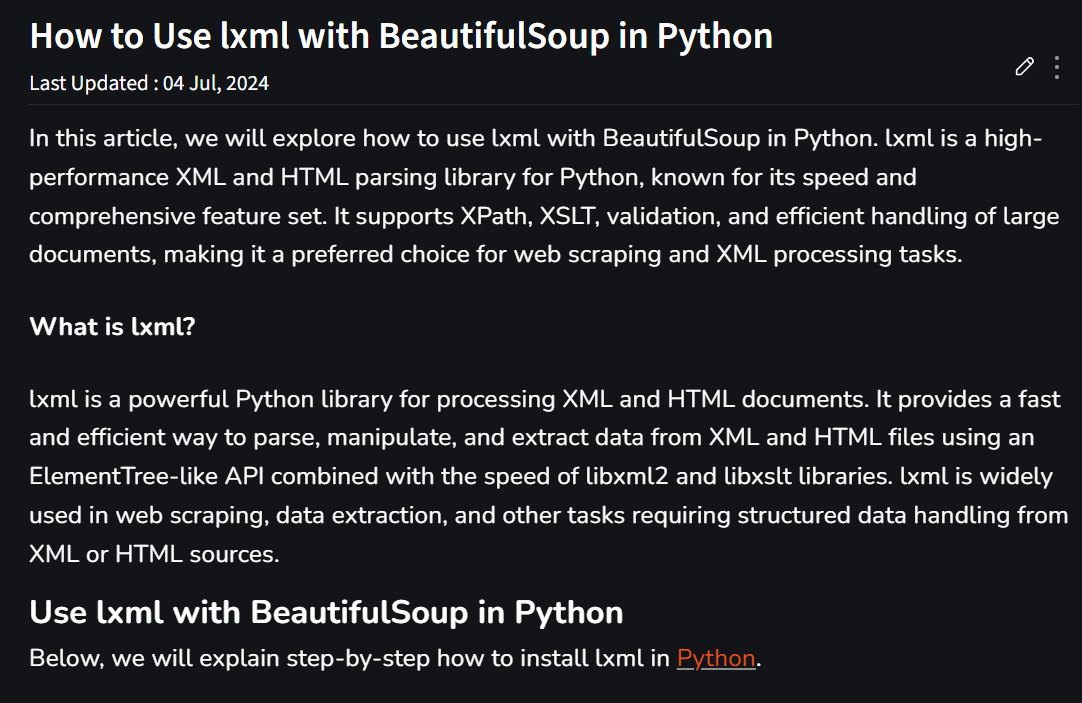 How to Use lxml with BeautifulSoup in Python
Last Updated : 04 Jul, 2024
In this article, we will explore how to use lxml with BeautifulSoup in Python. lxml is a high-
performance XML and HTML parsing library for Python, known for its speed and
comprehensive feature set. It supports XPath, XSLT, validation, and efficient handling of large
documents, making it a preferred choice for web scraping and XML processing tasks.
What is lxml?
lxml is a powerful Python library for processing XML and HTML documents. It provides a fast
and efficient way to parse, manipulate, and extract data from XML and HTML files using an
ElementTree-like API combined with the speed of libxml2 and libxslt libraries. lxml is widely
used in web scraping, data extraction, and other tasks requiring structured data handling from
XML or HTML sources.
Use lxml with BeautifulSoup in Python
Below, we will explain step-by-step how to install lxml in Python.